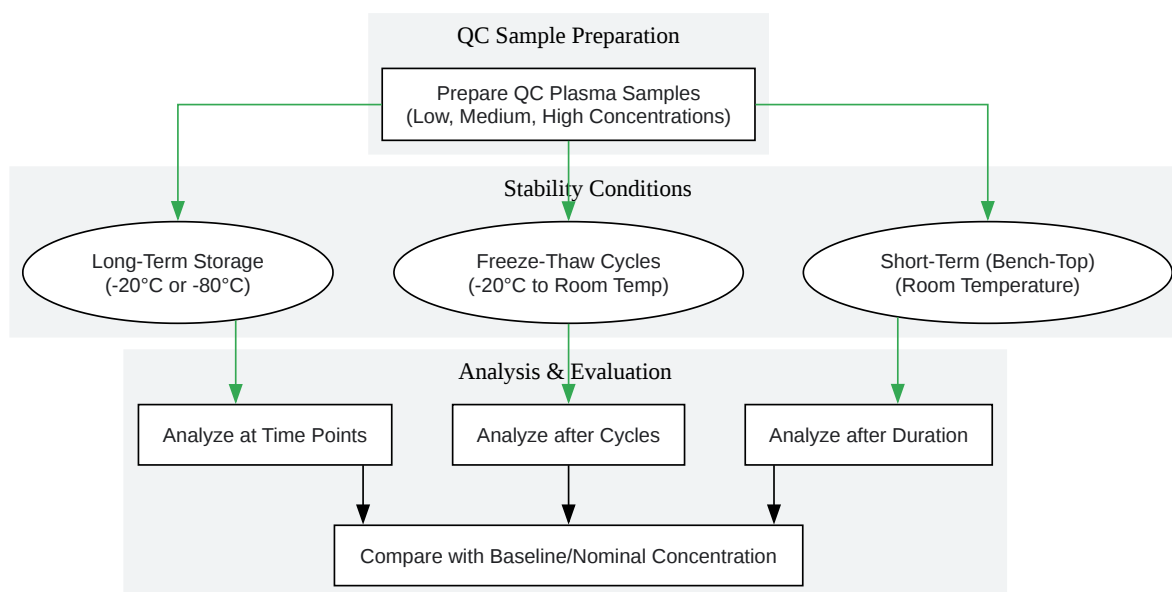 QC Sample Preparation
Prepare QC Plasma Samples
(Low, Medium, High Concentrations)
Stability Conditions
Long-Term Storage
(-20°C or -80°C)
Freeze-Thaw Cycles
(-20°C to Room Temp)
Short-Term (Bench-Top)
(Room Temperature)
Analysis & Evaluation
Analyze at Time Points
Analyze after Cycles
Analyze after Duration
Compare with Baseline/Nominal Concentration